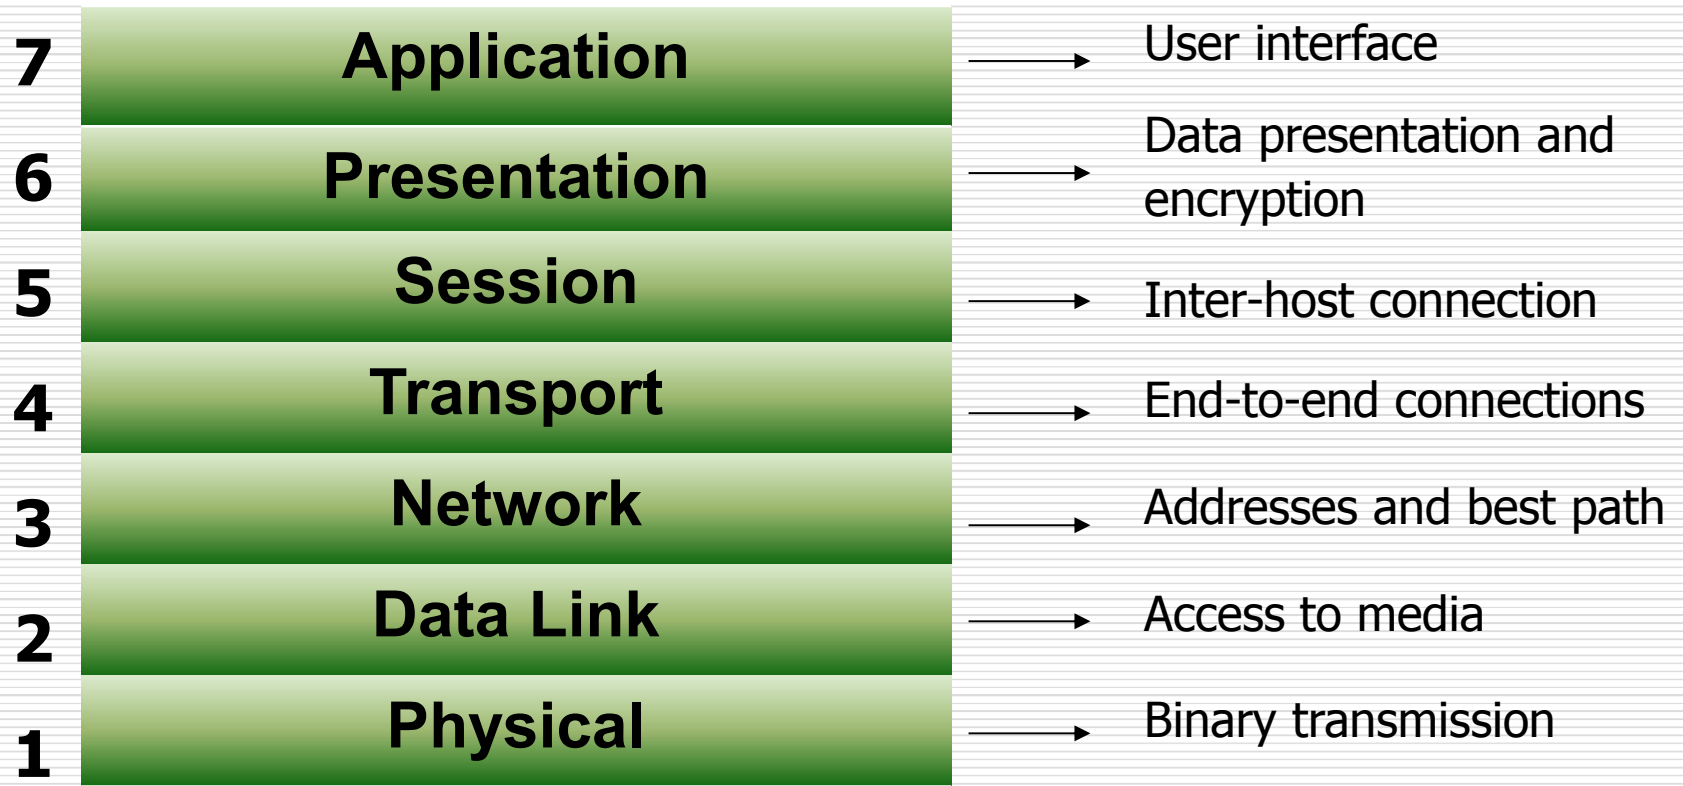 7 Application User interface
6 Presentation Data presentation and
encryption
5 Session Inter-host connection
4 Transport End-to-end connections
3 Network Addresses and best path
2 Data Link Access to media
1 Physical Binary transmission